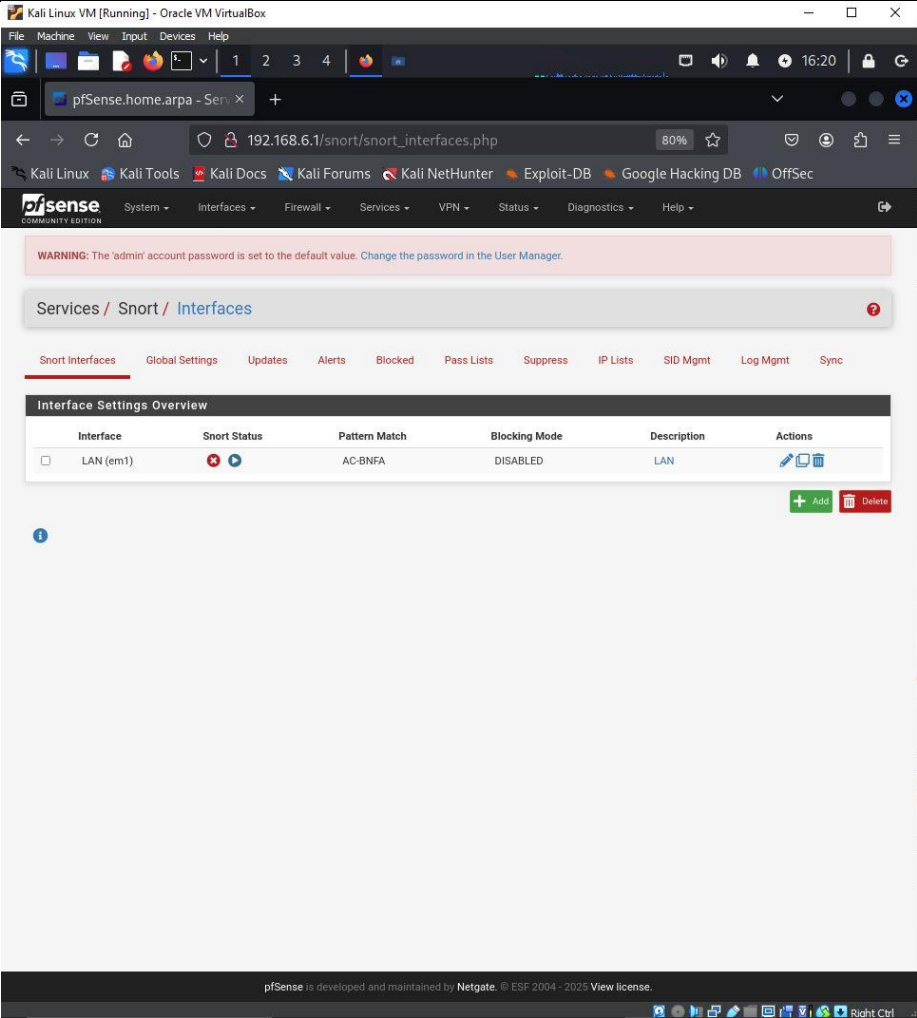 Kali Linux VM [Running] - Oracle VM VirtualBox
File Machine View Input Devices Help
1 2 3 4 16:20
pfSense.home.arpa - Serv
192.168.6.1/snort/snort_interfaces.php 80%
Kali Linux Kali Tools Kali Docs Kali Forums Kali NetHunter Exploit-DB Google Hacking DB OffSec
pfsense System Interfaces Firewall Services VPN Status Diagnostics Help
COMMUNITY EDITION
WARNING: The 'admin' account password is set to the default value. Change the password in the User Manager.
Services / Snort / Interfaces
Snort Interfaces Global Settings Updates Alerts Blocked Pass Lists Suppress IP Lists SID Mgmt Log Mgmt Sync
Interface Settings Overview
Interface Snort Status Pattern Match Blocking Mode Description Actions
LAN (em1) AC-BNFA DISABLED LAN
Add Delete
pfSense is developed and maintained by Netgate. © ESF 2004 - 2025 View license.
Right Ctrl